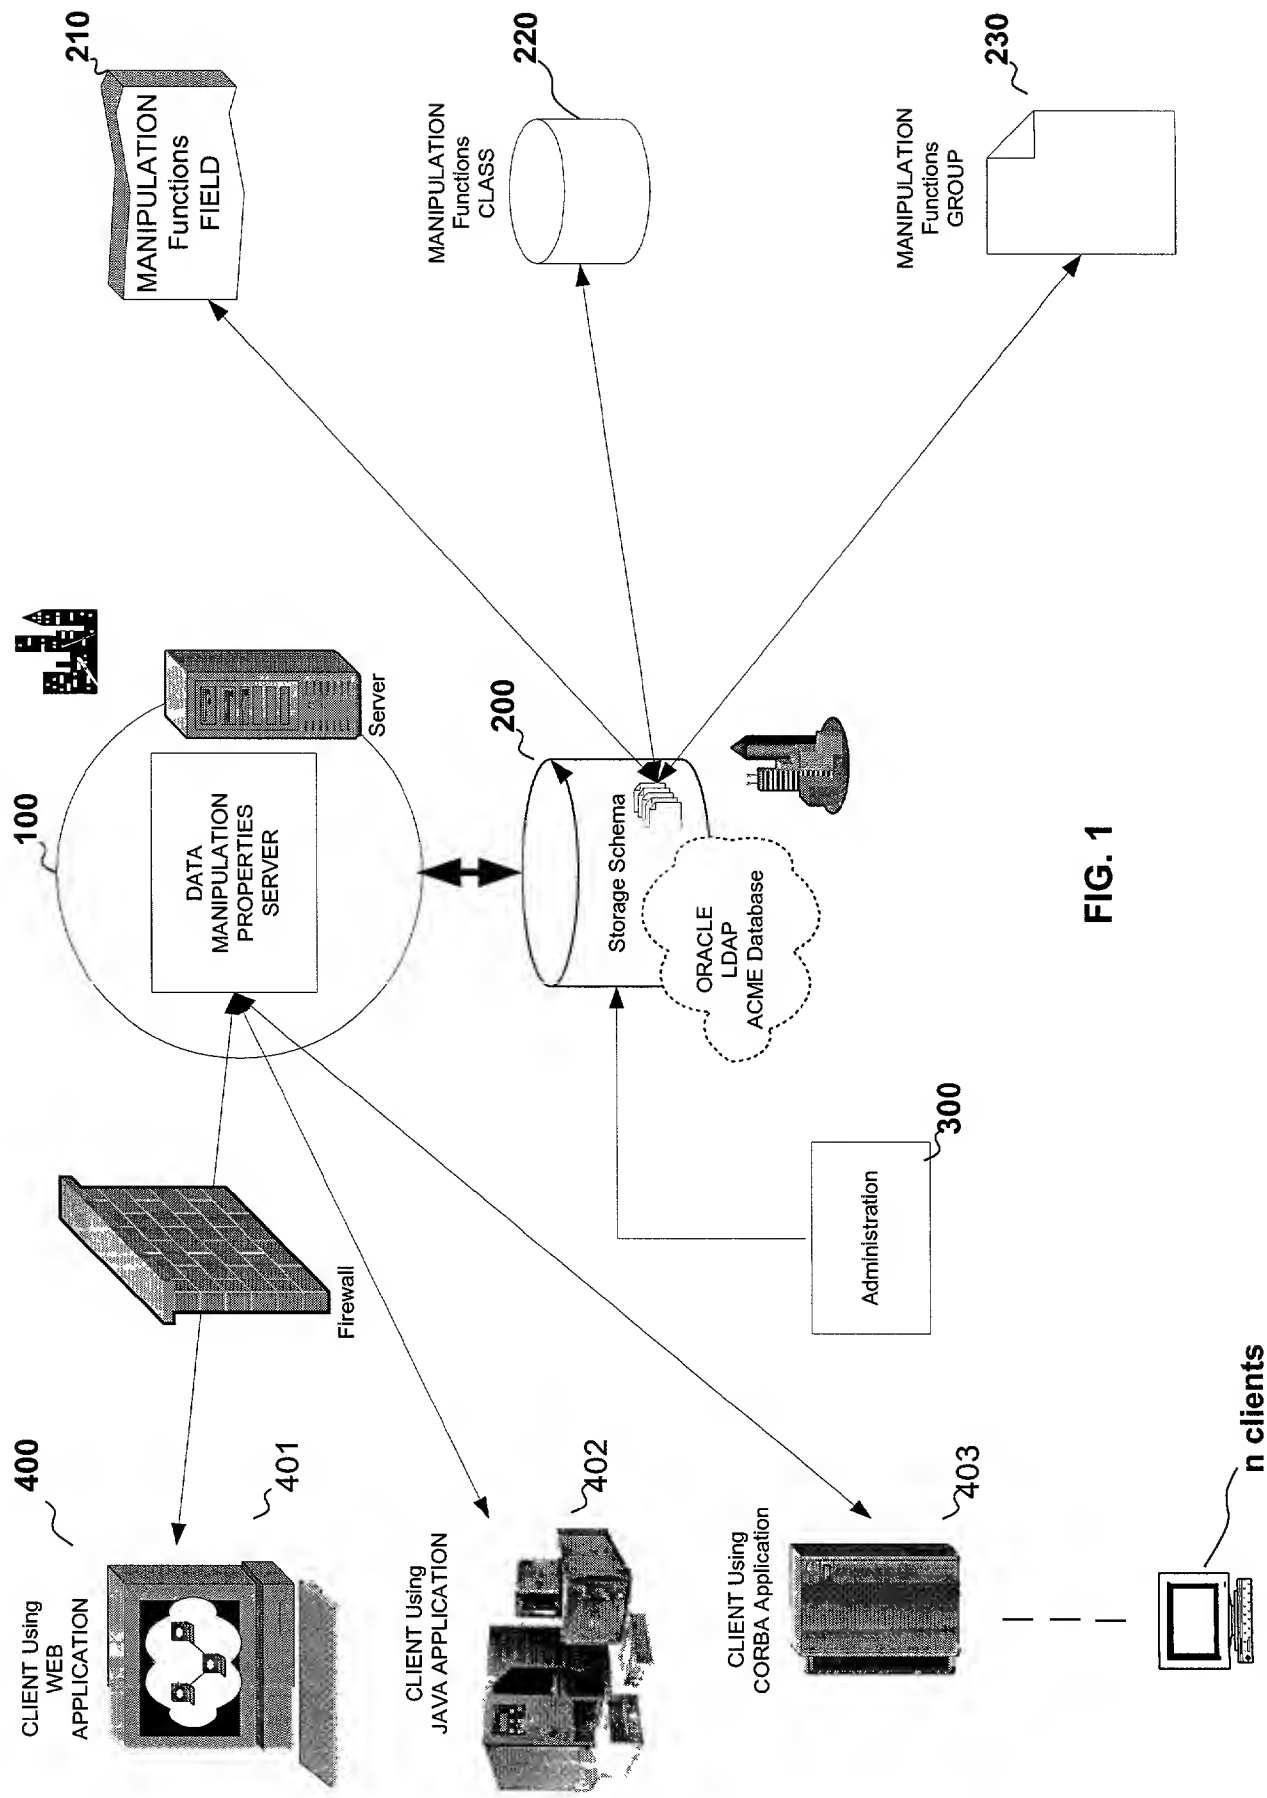 400
CLIENT Using
WEB
APPLICATION
401
CLIENT Using
JAVA APPLICATION
402
CLIENT Using
CORBA Application
403
n clients
Firewall
100
DATA
MANIPULATION
PROPERTIES
SERVER
Server
200
Storage Schema
ORACLE
LDAP
ACME Database
Administration
300
210
MANIPULATION
Functions
FIELD
220
MANIPULATION
Functions
CLASS
230
MANIPULATION
Functions
GROUP
FIG. 1